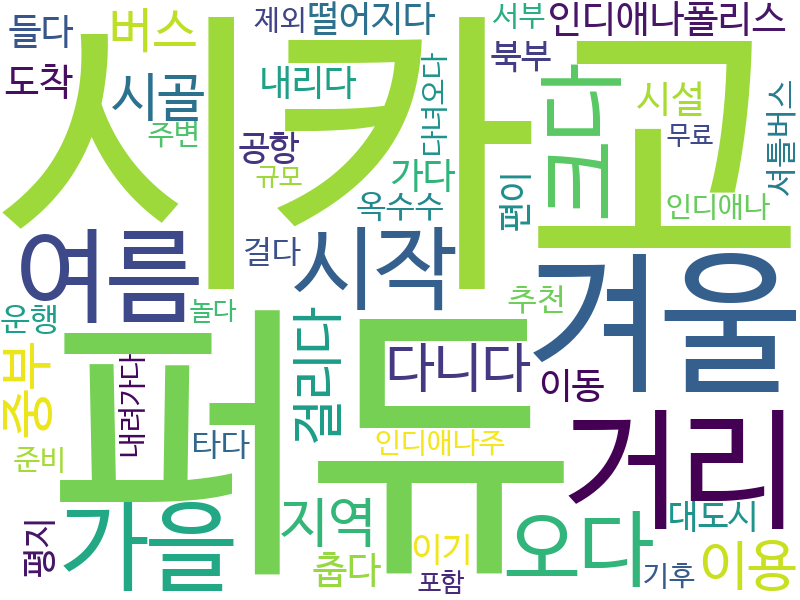 시카고
퍼듀
겨울
거리
크다
여름
시작
가을
오다
들다
버스
제외
떨어지다
서부
인디애나폴리스
도착
시골
내리다
다녀오다
북부
시설
셔틀버스
주변
공항
무료
규모
가다
편이
옥수수
인디애나
걸다
운행
놀다
추천
중부
내려가다
걸리다
다니다
이동
준비
타다
인디애나주
평지
지역
춥다
이기
포함
대도시
기후
이용